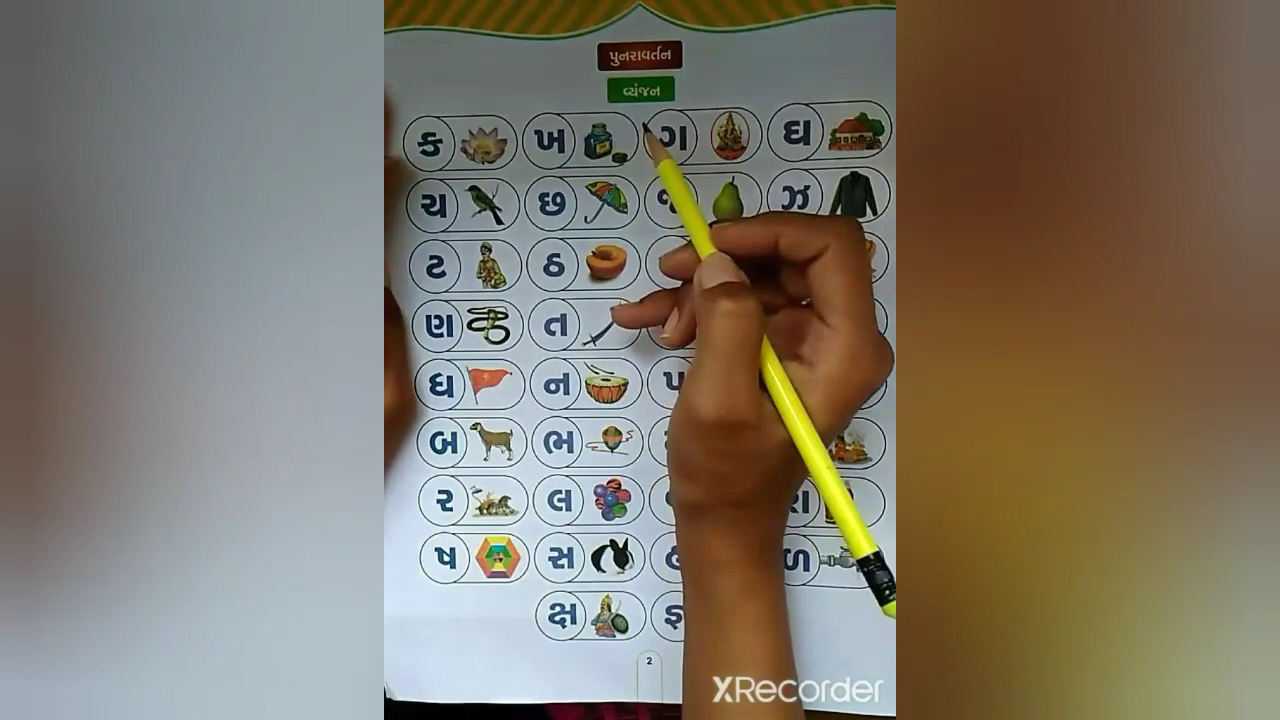 પુનરાવર્તન
વ્યંજન
ક ખ ગ ઘ
ચ છ ઝ
ટ ઠ
ણ ત
ધ ન પ
બ ભ
ર લ શ
ષ સ ળ
ક્ષ જ્ઞ
2
XRecorder